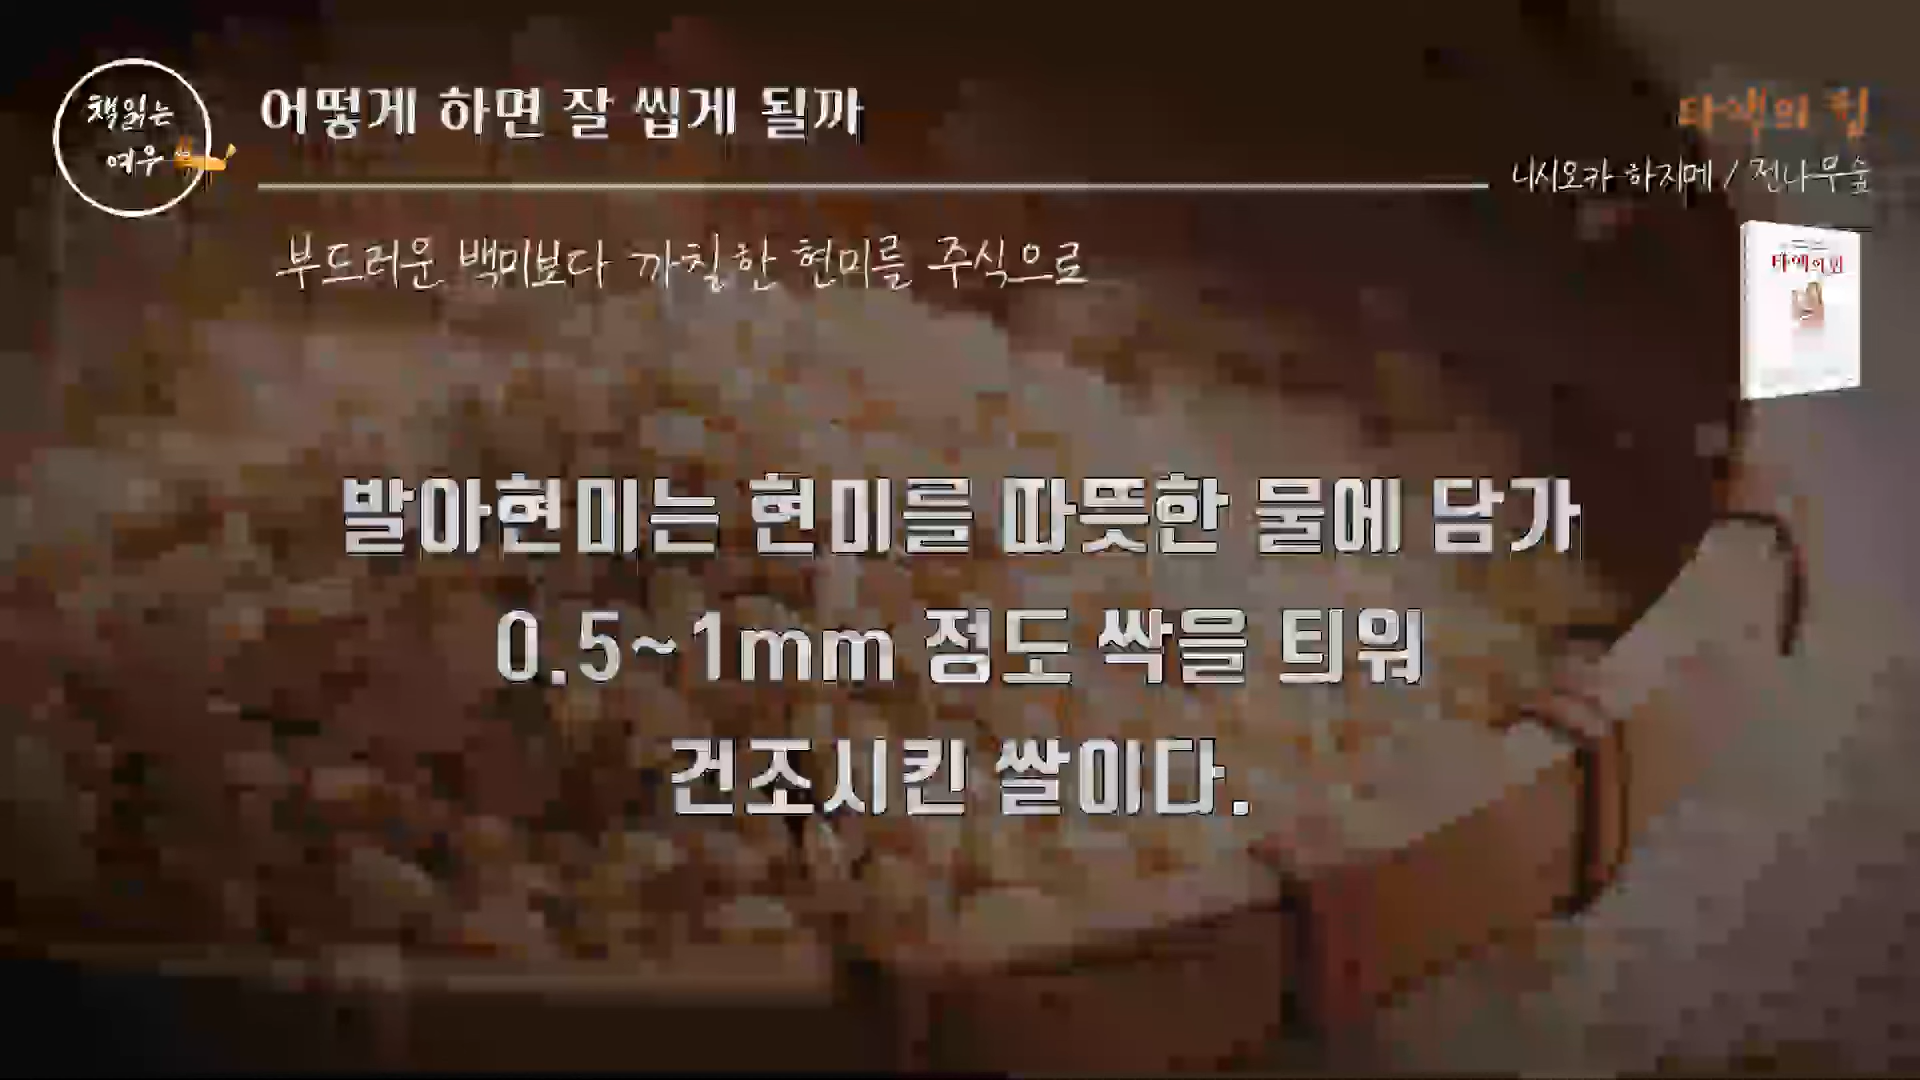 책읽는
여우
어떻게 하면 잘 씹게 될까
타액의 힘
니시오카 하지메 / 전나무숲
부드러운 백미보다 까칠한 현미를 주식으로
타액의 힘
발아현미는 현미를 따뜻한 물에 담가
0.5~1mm 정도 싹을 틔워
건조시킨 쌀이다.